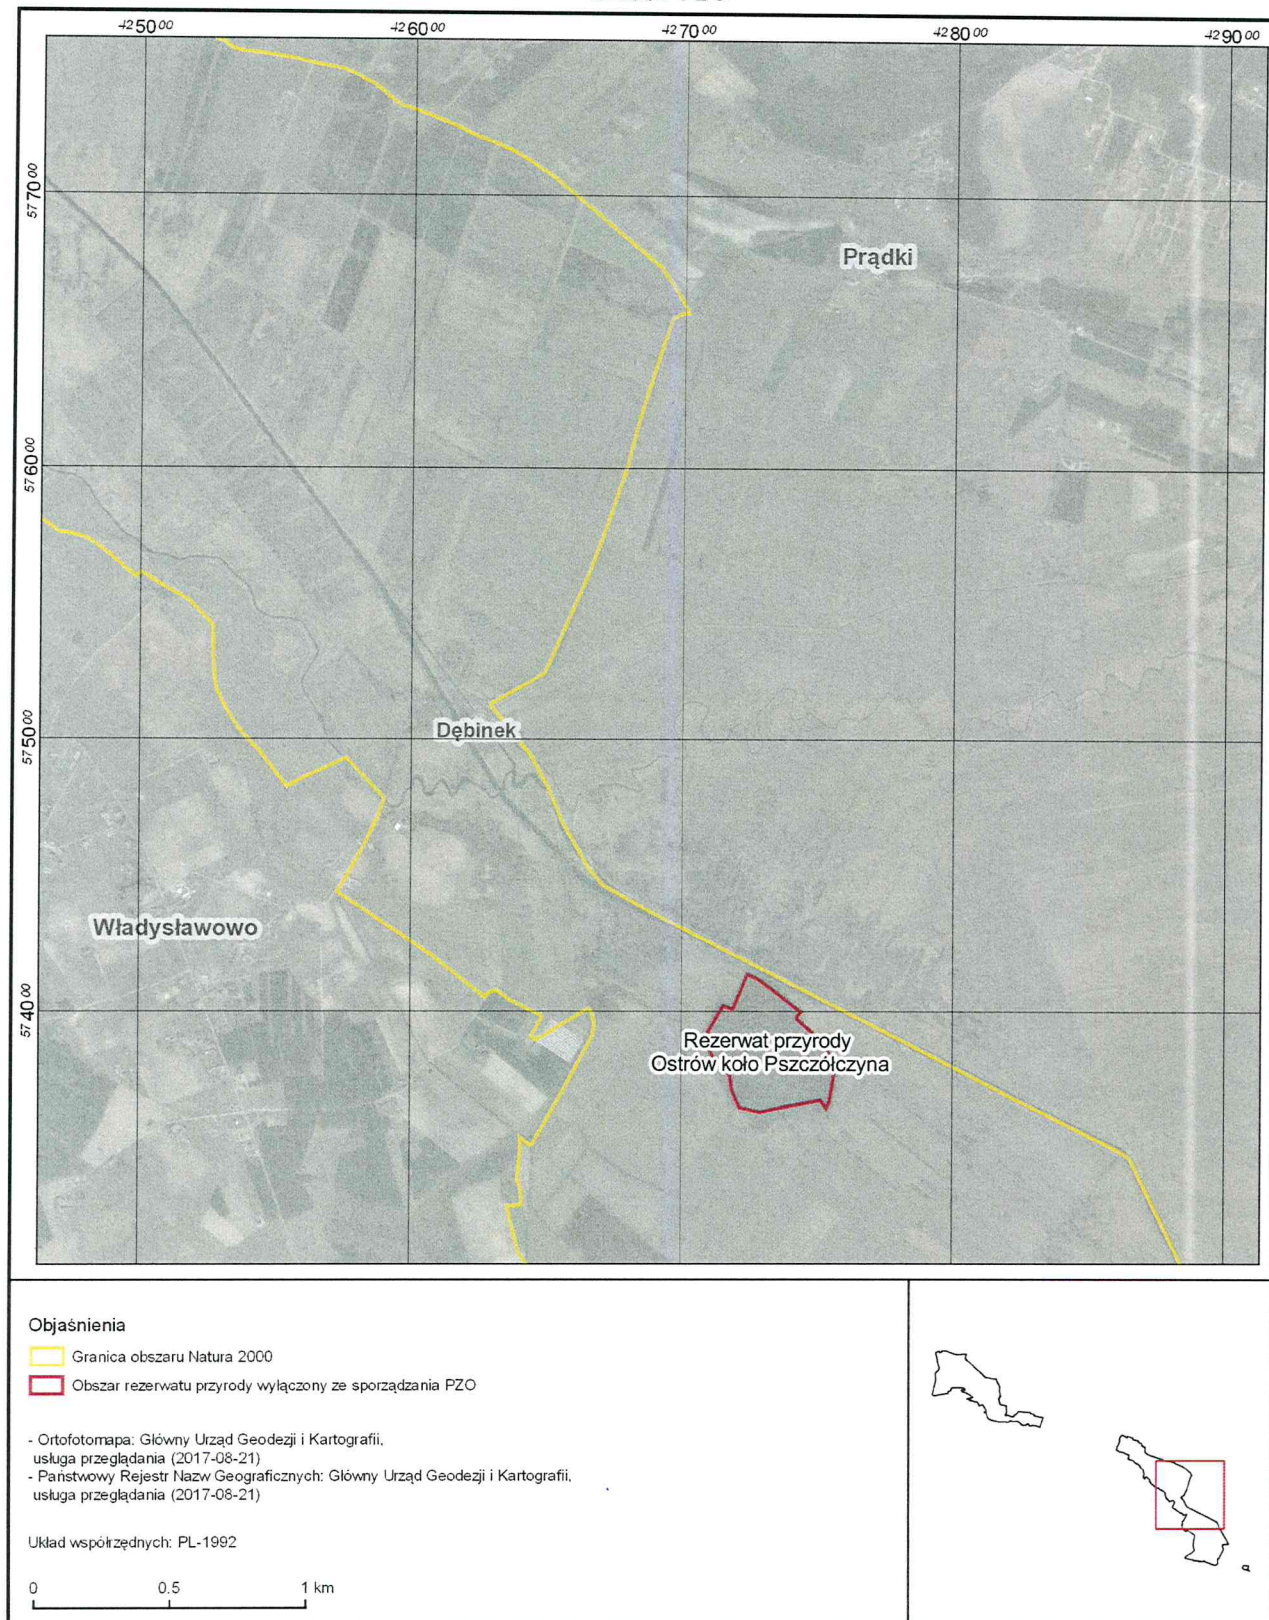 4250 00 4260 00 4270 00 4280 00 4290 00
5770 00
Prądki
5760 00
Dębinek
5750 00
Władysławowo
5740 00
Rezerwat przyrody
Ostrów koło Pszczółczyna
Objaśnienia
Granica obszaru Natura 2000
Obszar rezerwatu przyrody wyłączony ze sporządzania PZO
- Ortofotomapa: Główny Urząd Geodezji i Kartografii,
usługa przeglądania (2017-08-21)
- Państwowy Rejestr Nazw Geograficznych: Główny Urząd Geodezji i Kartografii,
usługa przeglądania (2017-08-21)
Układ współrzędnych: PL-1992
0 0.5 1 km